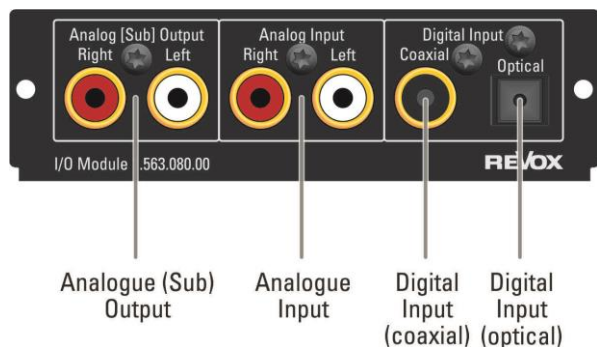 Analog [Sub] Output
Right Left
Analog Input
Right Left
Digital Input
Coaxial
Optical
I/O Module .563.080.00
REVOX
Analogue (Sub)
Output
Analogue
Input
Digital
Input
(coaxial)
Digital
Input
(optical)